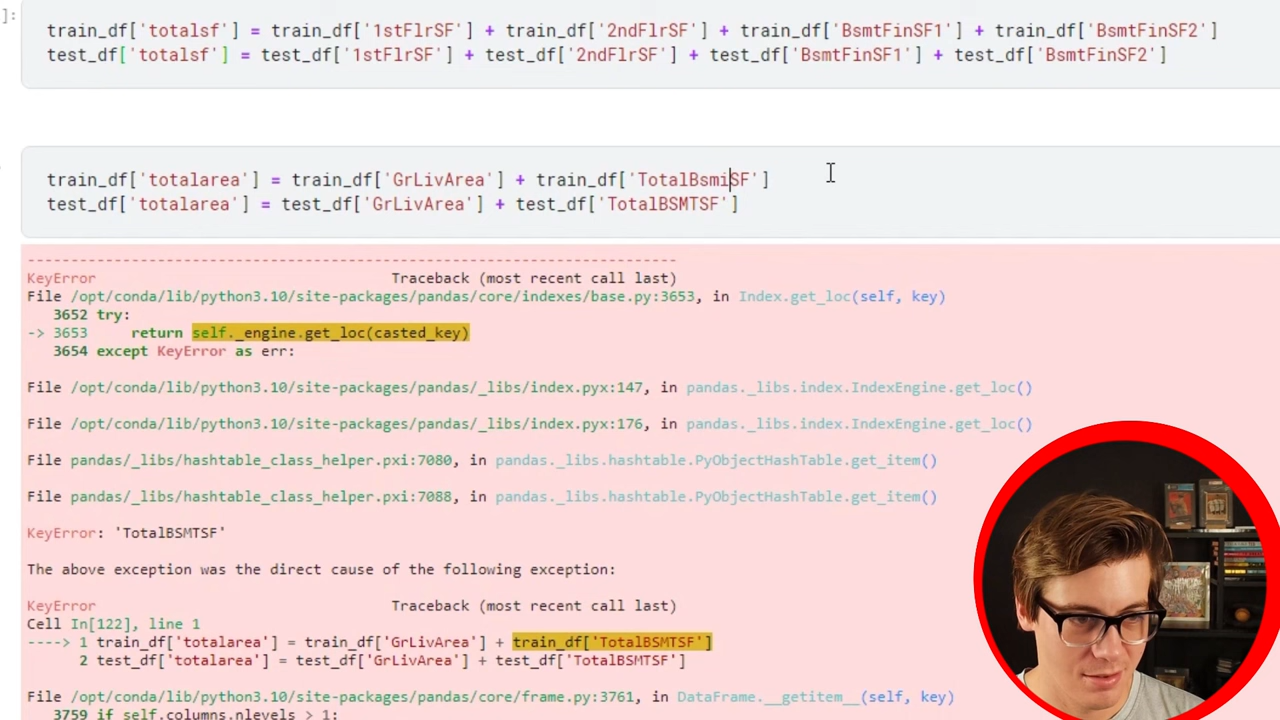 ]:
train_df['totalsf'] = train_df['1stFlrSF'] + train_df['2ndFlrSF'] + train_df['BsmtFinSF1'] + train_df['BsmtFinSF2']
test_df['totalsf'] = test_df['1stFlrSF'] + test_df['2ndFlrSF'] + test_df['BsmtFinSF1'] + test_df['BsmtFinSF2']
train_df['totalarea'] = train_df['GrLivArea'] + train_df['TotalBsmiSF']
test_df['totalarea'] = test_df['GrLivArea'] + test_df['TotalBSMTSF']
---------------------------------------------------------------------------
KeyError Traceback (most recent call last)
File /opt/conda/lib/python3.10/site-packages/pandas/core/indexes/base.py:3653, in Index.get_loc(self, key)
3652 try:
-> 3653 return self._engine.get_loc(casted_key)
3654 except KeyError as err:
File /opt/conda/lib/python3.10/site-packages/pandas/_libs/index.pyx:147, in pandas._libs.index.IndexEngine.get_loc()
File /opt/conda/lib/python3.10/site-packages/pandas/_libs/index.pyx:176, in pandas._libs.index.IndexEngine.get_loc()
File pandas/_libs/hashtable_class_helper.pxi:7080, in pandas._libs.hashtable.PyObjectHashTable.get_item()
File pandas/_libs/hashtable_class_helper.pxi:7088, in pandas._libs.hashtable.PyObjectHashTable.get_item()
KeyError: 'TotalBSMTSF'
The above exception was the direct cause of the following exception:
KeyError Traceback (most recent call last)
Cell In[122], line 1
----> 1 train_df['totalarea'] = train_df['GrLivArea'] + train_df['TotalBSMTSF']
2 test_df['totalarea'] = test_df['GrLivArea'] + test_df['TotalBSMTSF']
File /opt/conda/lib/python3.10/site-packages/pandas/core/frame.py:3761, in DataFrame.__getitem__(self, key)
3759 if self.columns.nlevels > 1: